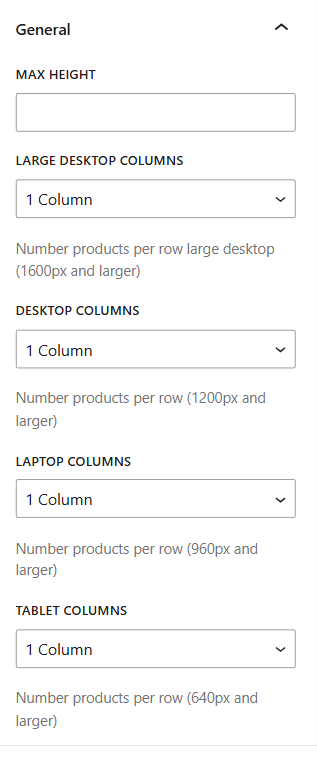 General
MAX HEIGHT
LARGE DESKTOP COLUMNS
1 Column
Number products per row large desktop
(1600px and larger)
DESKTOP COLUMNS
1 Column
Number products per row (1200px and
larger)
LAPTOP COLUMNS
1 Column
Number products per row (960px and
larger)
TABLET COLUMNS
1 Column
Number products per row (640px and
larger)